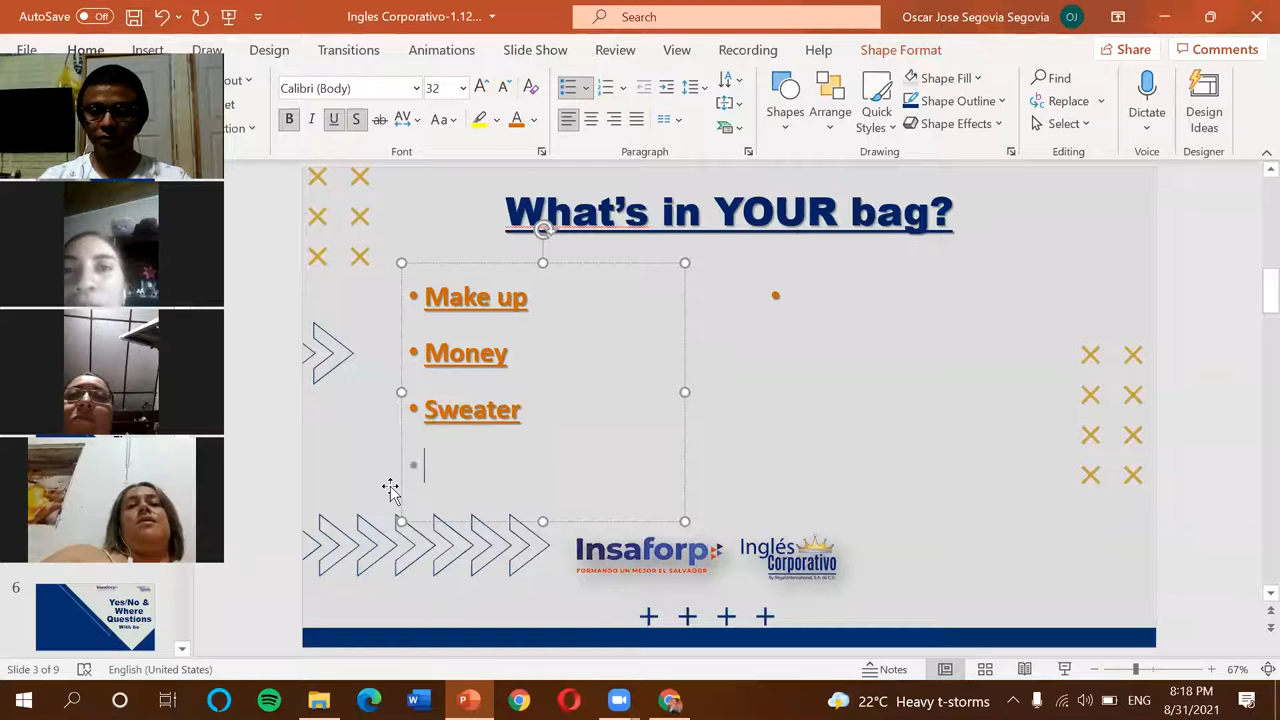 AutoSave Off
Ingles Corporativo-1.12...
Search
Oscar Jose Segovia Segovia
OJ
File Home Insert Draw Design Transitions Animations Slide Show Review View Recording Help Shape Format
Share
Comments
Calibri (Body) 32
Shapes
Arrange
Quick Styles
Shape Fill
Shape Outline
Shape Effects
Find
Replace
Select
Dictate
Design Ideas
Font
Paragraph
Drawing
Editing
Voice
Designer
What's in YOUR bag?
• Make up
• Money
• Sweater
Insaforp
FORMANDO UN MEJOR EL SALVADOR
Inglés Corporativo
6
Yes/No &
Where
Questions
With be
Slide 3 of 9
English (United States)
Notes
67%
22°C Heavy t-storms
ENG
8:18 PM
8/31/2021